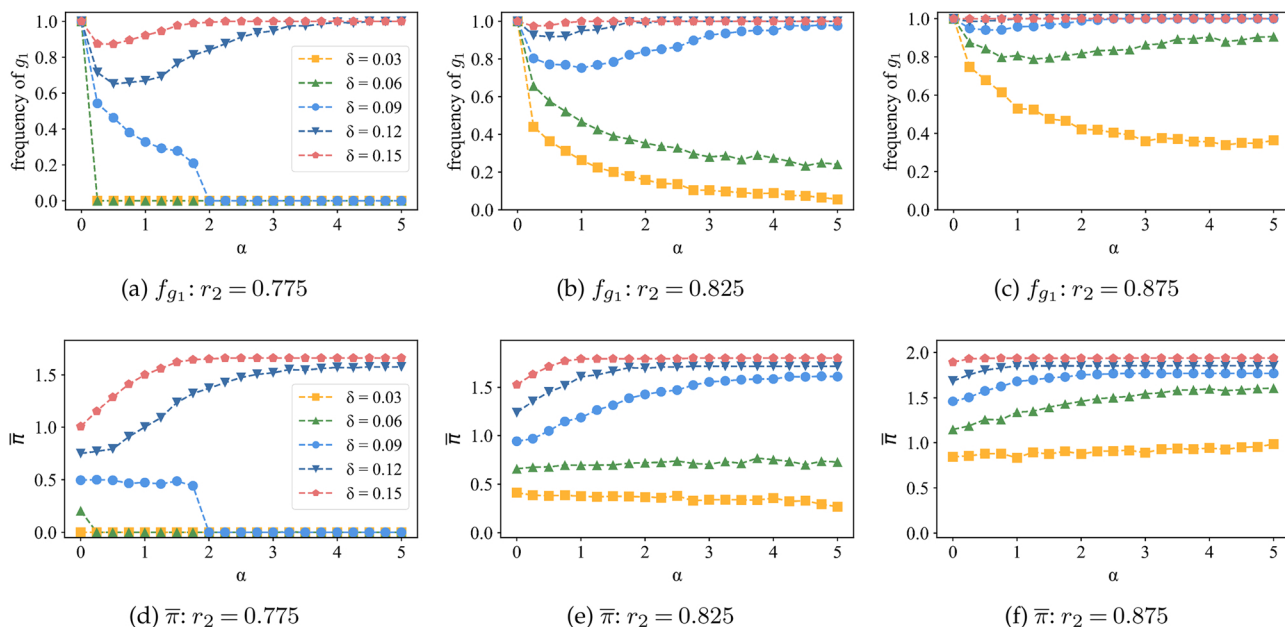 1.0
0.8
0.6
0.4
0.2
0.0
frequency of g₁
δ = 0.03
δ = 0.06
δ = 0.09
δ = 0.12
δ = 0.15
0 1 2 3 4 5
α
(a) f_{g₁}: r₂ = 0.775
1.0
0.8
0.6
0.4
0.2
0.0
frequency of g₁
0 1 2 3 4 5
α
(b) f_{g₁}: r₂ = 0.825
1.0
0.8
0.6
0.4
0.2
0.0
frequency of g₁
0 1 2 3 4 5
α
(c) f_{g₁}: r₂ = 0.875
1.5
1.0
0.5
0.0
π̅
δ = 0.03
δ = 0.06
δ = 0.09
δ = 0.12
δ = 0.15
0 1 2 3 4 5
α
(d) π̅: r₂ = 0.775
1.5
1.0
0.5
0.0
π̅
0 1 2 3 4 5
α
(e) π̅: r₂ = 0.825
2.0
1.5
1.0
0.5
0.0
π̅
0 1 2 3 4 5
α
(f) π̅: r₂ = 0.875